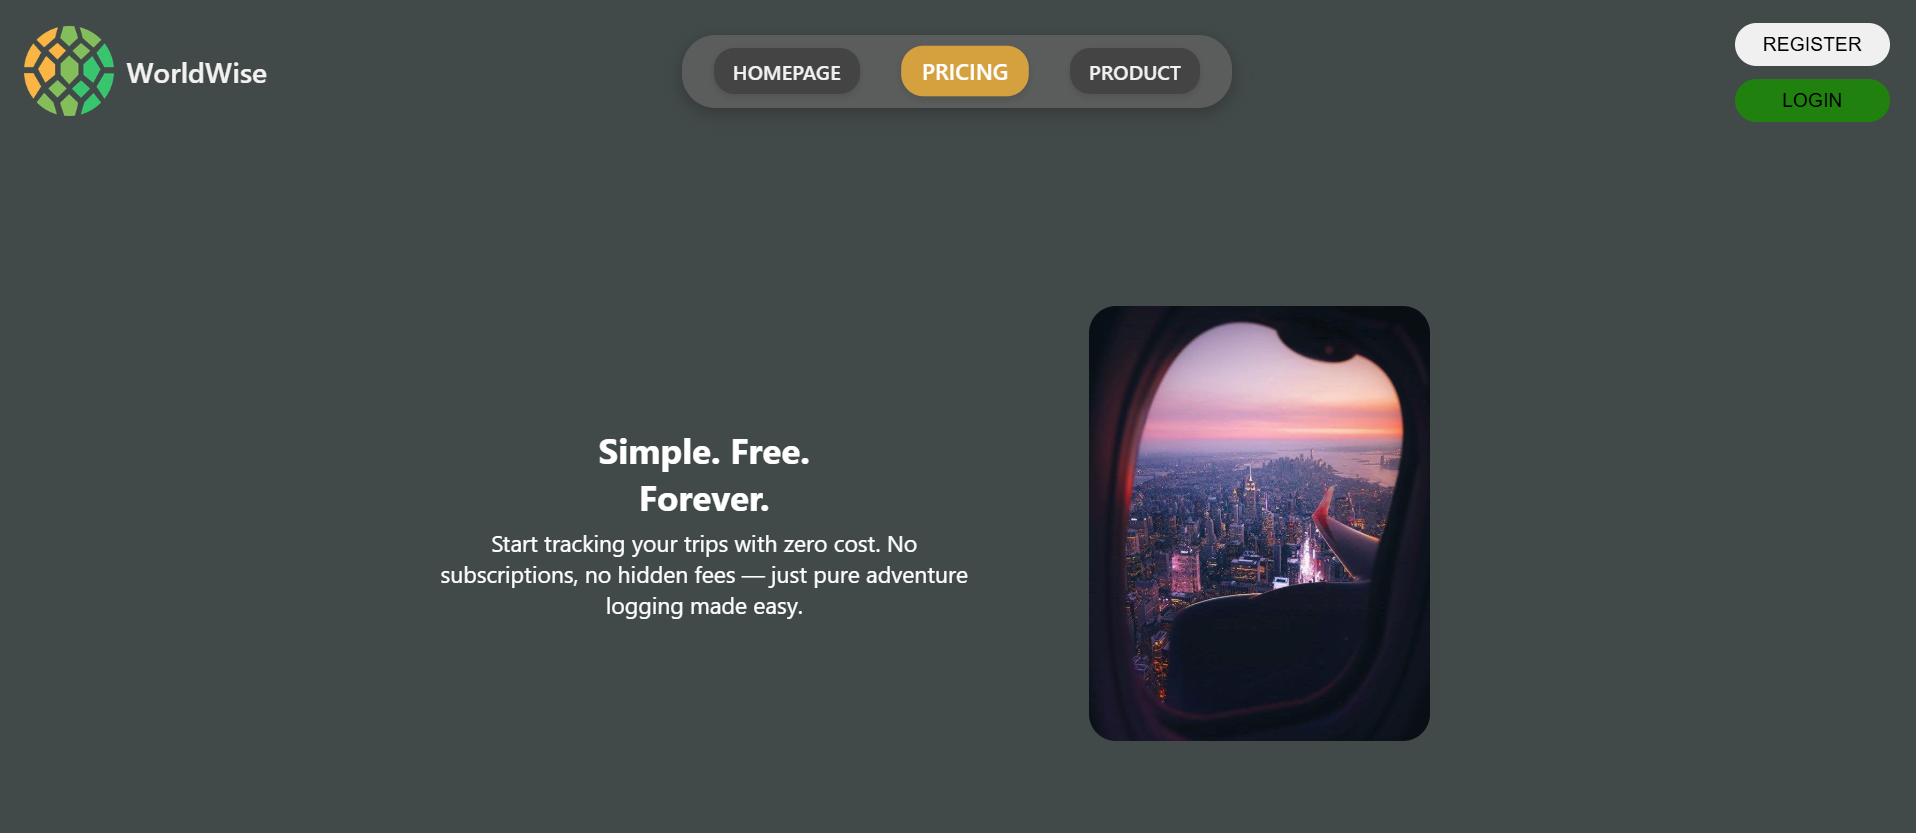 WorldWise
HOMEPAGE
PRICING
PRODUCT
REGISTER
LOGIN
Simple. Free.
Forever.
Start tracking your trips with zero cost. No
subscriptions, no hidden fees — just pure adventure
logging made easy.